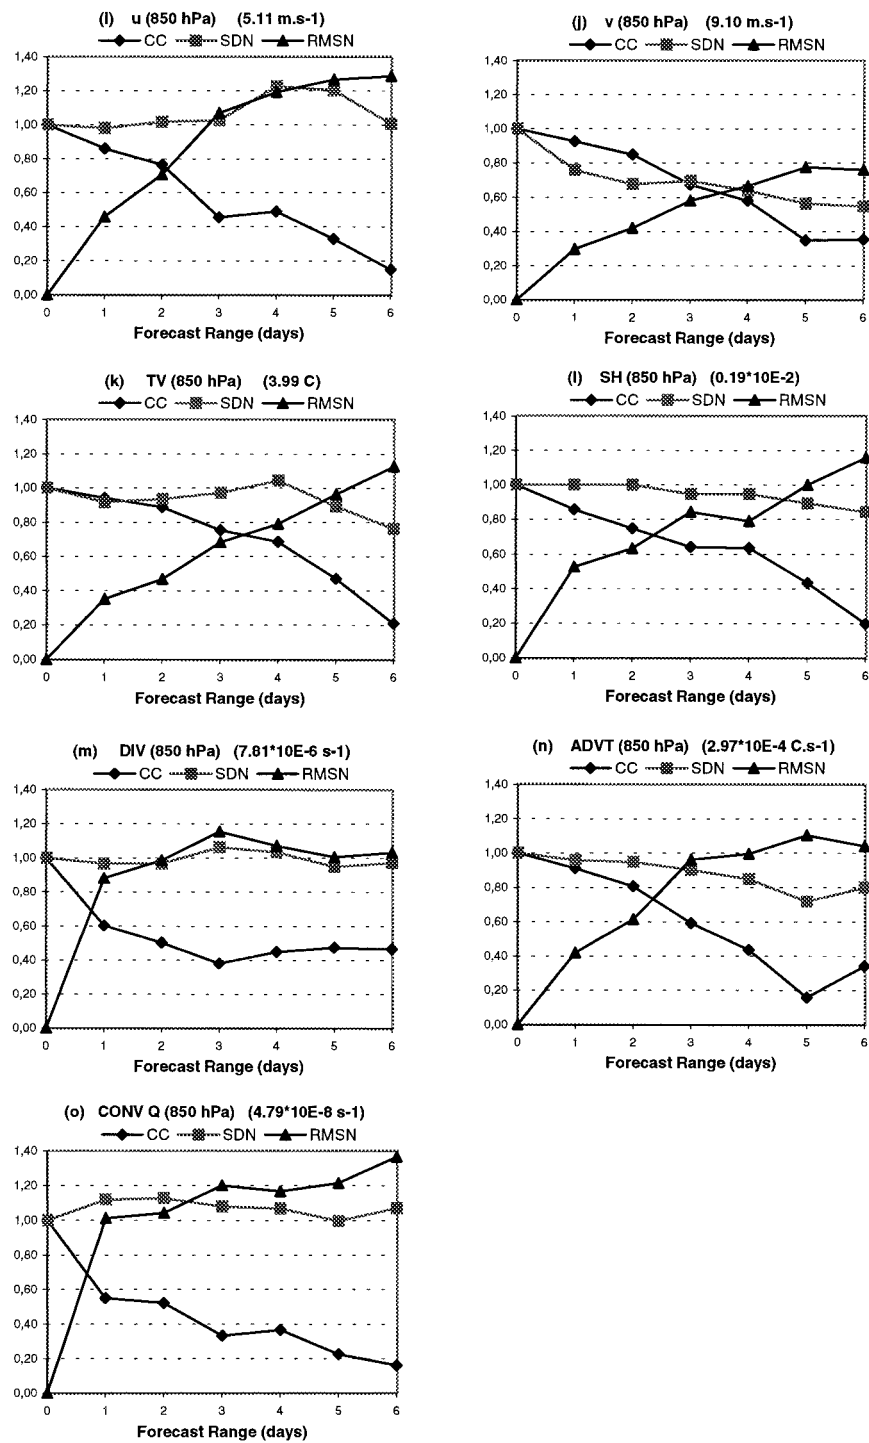 (i) u (850 hPa) (5.11 m.s-1)
CC SDN RMSN
1,40
1,20
1,00
0,80
0,60
0,40
0,20
0,00
0 1 2 3 4 5 6
Forecast Range (days)
(j) v (850 hPa) (9.10 m.s-1)
CC SDN RMSN
1,40
1,20
1,00
0,80
0,60
0,40
0,20
0,00
0 1 2 3 4 5 6
Forecast Range (days)
(k) TV (850 hPa) (3.99 C)
CC SDN RMSN
1,40
1,20
1,00
0,80
0,60
0,40
0,20
0,00
0 1 2 3 4 5 6
Forecast Range (days)
(l) SH (850 hPa) (0.19*10E-2)
CC SDN RMSN
1,40
1,20
1,00
0,80
0,60
0,40
0,20
0,00
0 1 2 3 4 5 6
Forecast Range (days)
(m) DIV (850 hPa) (7.81*10E-6 s-1)
CC SDN RMSN
1,40
1,20
1,00
0,80
0,60
0,40
0,20
0,00
0 1 2 3 4 5 6
Forecast Range (days)
(n) ADVT (850 hPa) (2.97*10E-4 C.s-1)
CC SDN RMSN
1,40
1,20
1,00
0,80
0,60
0,40
0,20
0,00
0 1 2 3 4 5 6
Forecast Range (days)
(o) CONV Q (850 hPa) (4.79*10E-8 s-1)
CC SDN RMSN
1,40
1,20
1,00
0,80
0,60
0,40
0,20
0,00
0 1 2 3 4 5 6
Forecast Range (days)